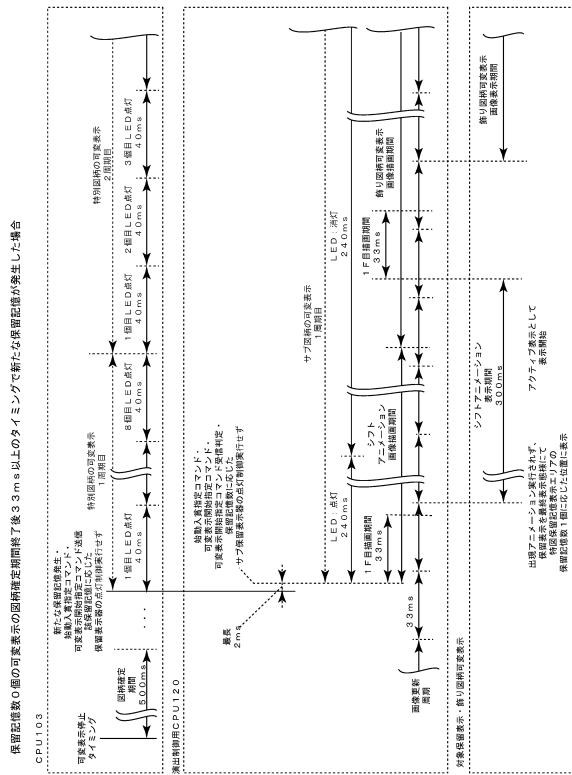 保留記憶数0個の可変表示の図柄確定期間終了後33ms以上のタイミングで新たな保留記憶が発生した場合
CPU103
可変表示停止
タイミング
図柄確定
期間
500ms
・・・
新たな保留記憶発生・
始動入賞指定コマンド・
可変表示開始指定コマンド送信
該保留記憶に応じた
保留表示器の点灯制御実行せず
特別図柄の可変表示
1周期目
1個目LED点灯
40ms
8個目LED点灯
40ms
特別図柄の可変表示
2周期目
1個目LED点灯
40ms
2個目LED点灯
40ms
3個目LED点灯
40ms
演出制御用CPU120
最長
2ms
始動入賞指定コマンド・
可変表示開始指定コマンド・
可変表示開始指定コマンド受信判定・
保留記憶数に応じた
サブ保留表示器の点灯制御実行せず
サブ図柄の可変表示
1周期目
LED:点灯
240ms
LED:消灯
240ms
1F目描画期間
33ms
シフト
アニメーション
画像描画期間
1F目描画期間
33ms
飾り図柄可変表示
画像描画期間
画像更新
周期
33ms
対象保留表示・飾り図柄可変表示
出現アニメーション実行されず、
保留表示を最終表示態様にて
特図保留記憶表示エリアの
保留記憶数1個に応じた位置に表示
シフトアニメーション
表示期間
300ms
アクティブ表示として
表示開始
飾り図柄可変表示
画像表示期間